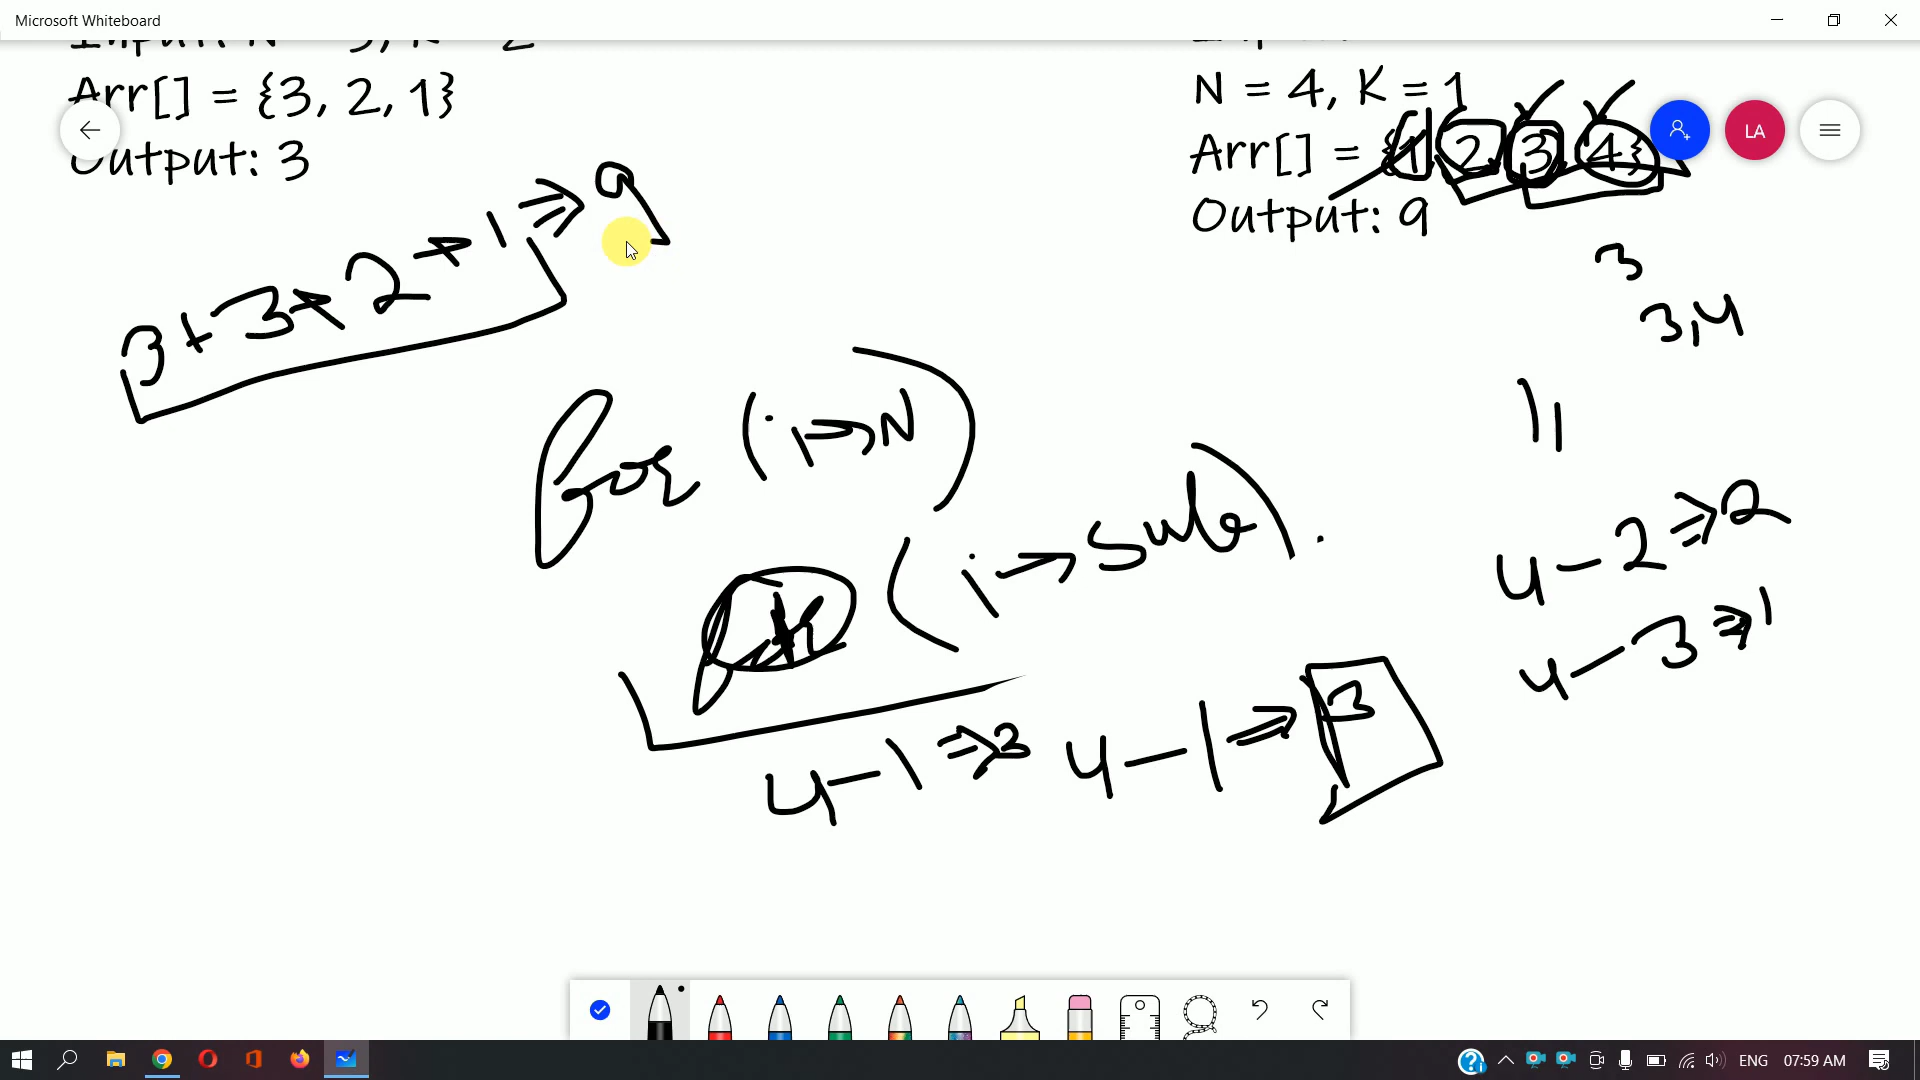 Microsoft Whiteboard
Arr[] = {3, 2, 1}
Output: 3
N = 4, K = 1
Arr[] = {1, 2, 3, 4}
Output: 9
LA
3+3+2+1 ⇒ 9
3
3,4
11
for (i→N)
(i→sub).
4-2⇒2
4-3⇒1
4-1⇒3
4-1⇒3
ENG
07:59 AM